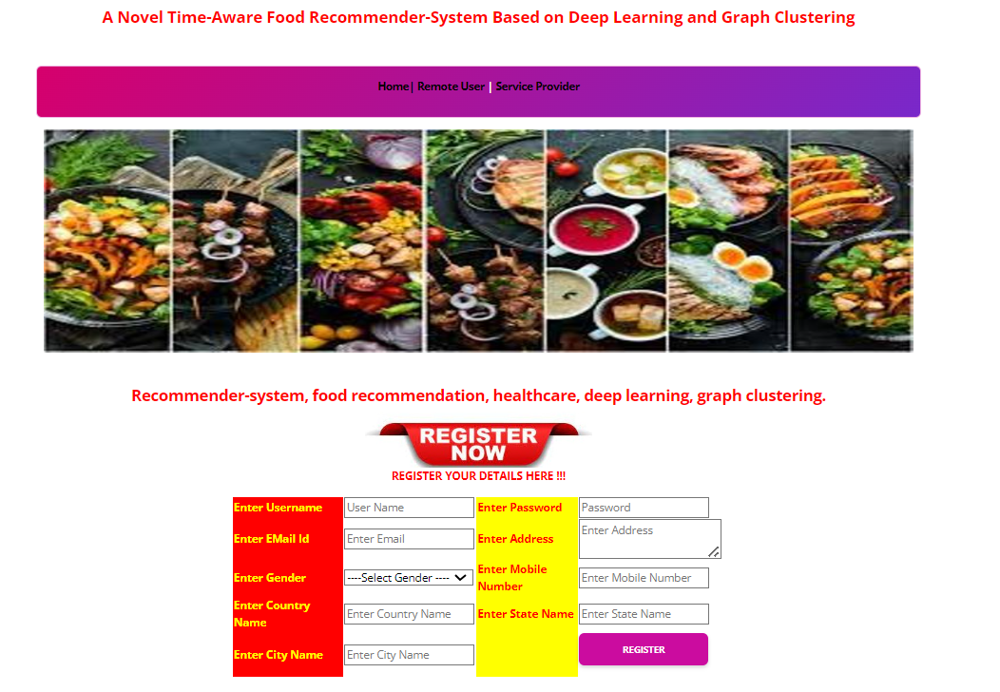 A Novel Time-Aware Food Recommender-System Based on Deep Learning and Graph Clustering
Home| Remote User | Service Provider
Recommender-system, food recommendation, healthcare, deep learning, graph clustering.
REGISTER
NOW
REGISTER YOUR DETAILS HERE !!!
Enter Username User Name Enter Password Password
Enter EMail Id Enter Email Enter Address Enter Address
Enter Gender ----Select Gender ---- Enter Mobile
Number Enter Mobile Number
Enter Country
Name Enter Country Name Enter State Name Enter State Name
Enter City Name Enter City Name REGISTER